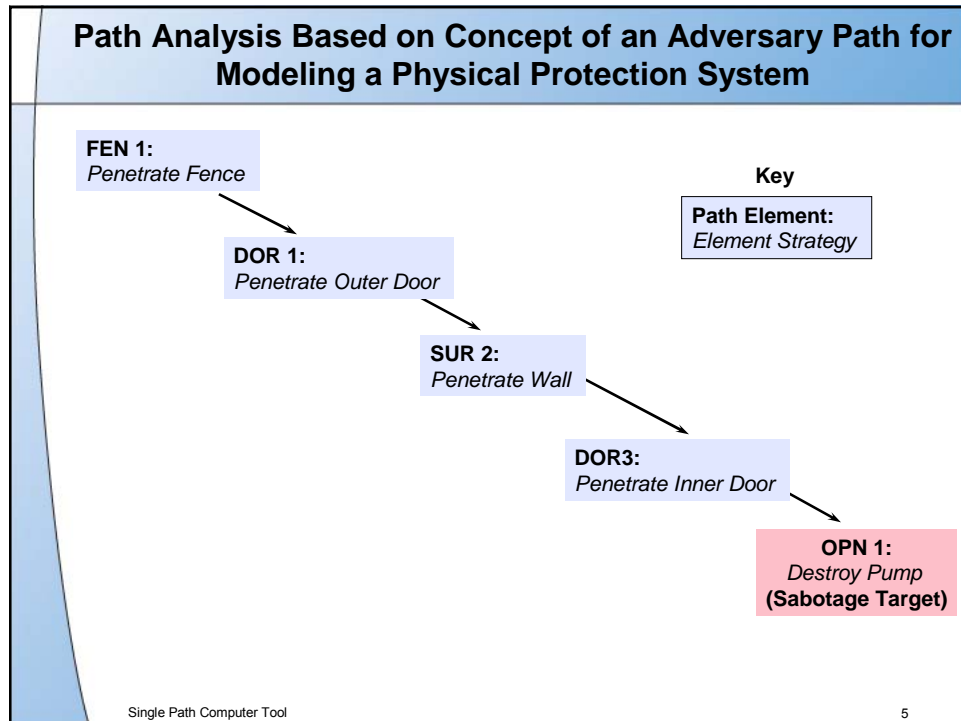 Path Analysis Based on Concept of an Adversary Path for
Modeling a Physical Protection System
FEN 1:
Penetrate Fence
Key
Path Element:
Element Strategy
DOR 1:
Penetrate Outer Door
SUR 2:
Penetrate Wall
DOR3:
Penetrate Inner Door
OPN 1:
Destroy Pump
(Sabotage Target)
Single Path Computer Tool
5